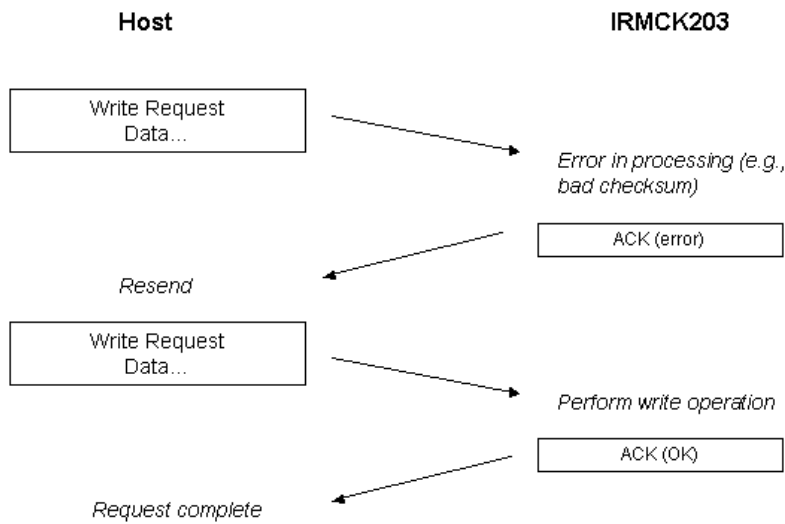 Host
IRMCK203
Write Request
Data...
Error in processing (e.g.,
bad checksum)
ACK (error)
Resend
Write Request
Data...
Perform write operation
ACK (OK)
Request complete